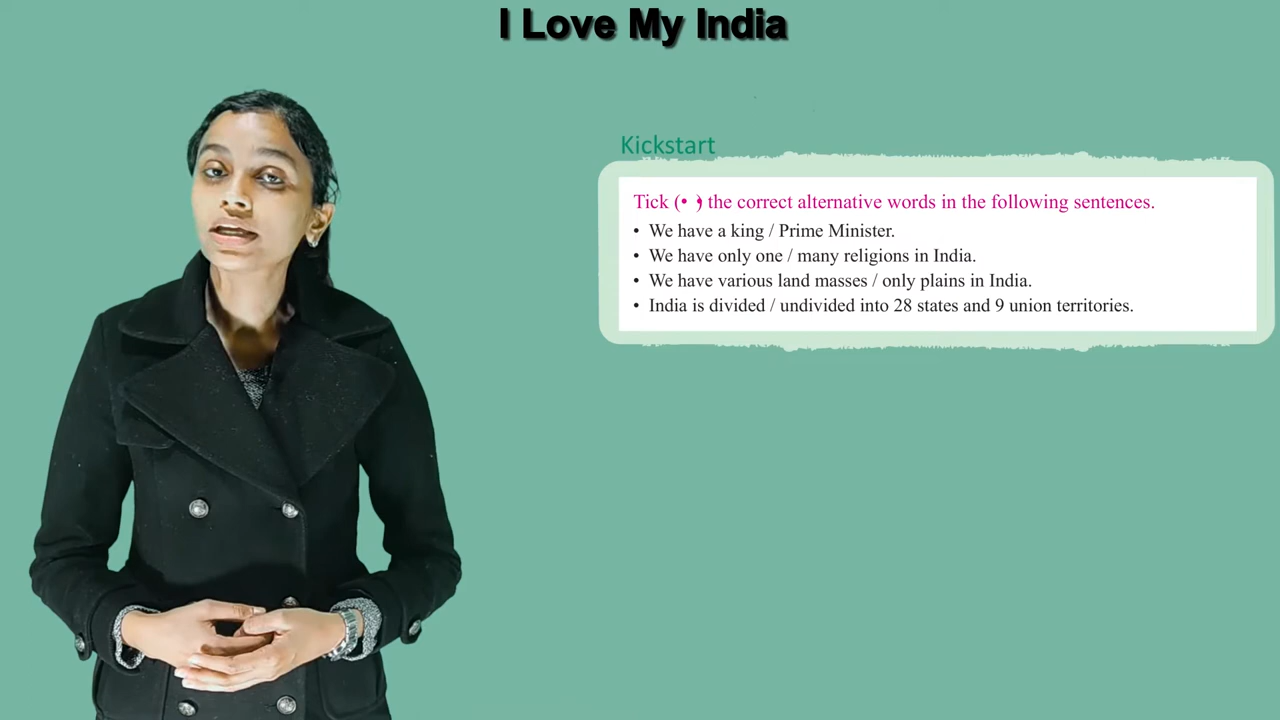 I Love My India
Kickstart
Tick (• ) the correct alternative words in the following sentences.
• We have a king / Prime Minister.
• We have only one / many religions in India.
• We have various land masses / only plains in India.
• India is divided / undivided into 28 states and 9 union territories.